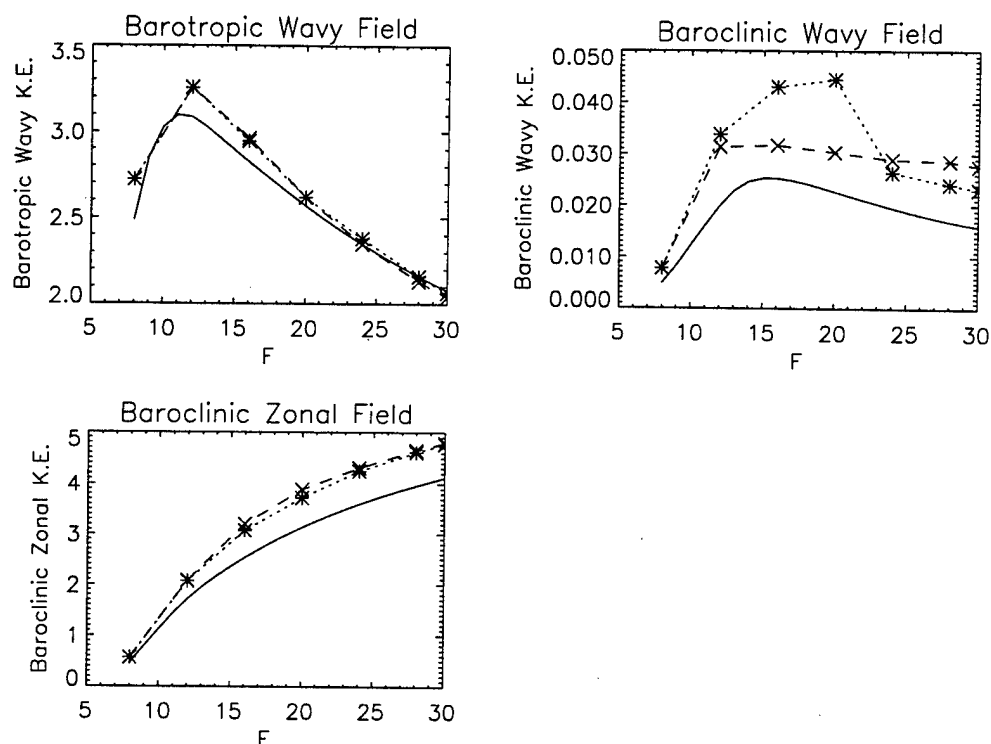 Barotropic Wavy Field
Barotropic Wavy K.E.
3.5
3.0
2.5
2.0
5 10 15 20 25 30
F
Baroclinic Wavy Field
Baroclinic Wavy K.E.
0.050
0.040
0.030
0.020
0.010
0.000
5 10 15 20 25 30
F
Baroclinic Zonal Field
Baroclinic Zonal K.E.
5
4
3
2
1
0
5 10 15 20 25 30
F